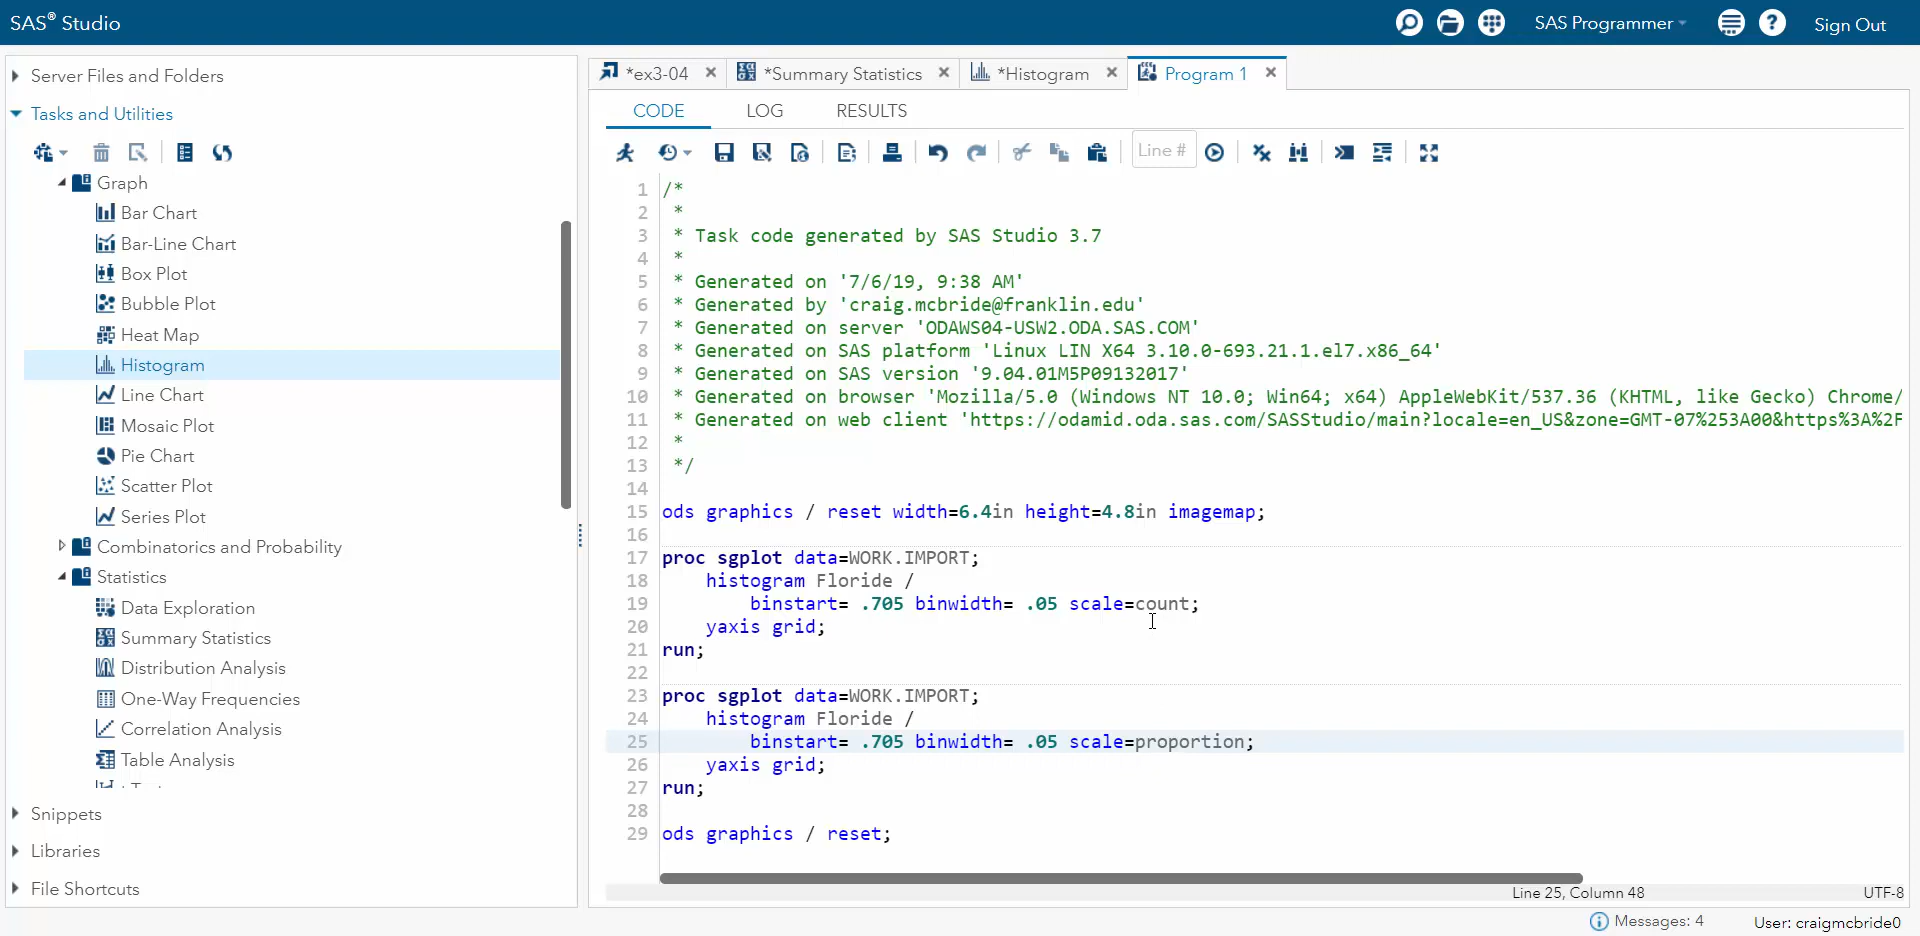 SAS® Studio
SAS Programmer
Sign Out
Server Files and Folders
Tasks and Utilities
Graph
Bar Chart
Bar-Line Chart
Box Plot
Bubble Plot
Heat Map
Histogram
Line Chart
Mosaic Plot
Pie Chart
Scatter Plot
Series Plot
Combinatorics and Probability
Statistics
Data Exploration
Summary Statistics
Distribution Analysis
One-Way Frequencies
Correlation Analysis
Table Analysis
Snippets
Libraries
File Shortcuts
*ex3-04
*Summary Statistics
*Histogram
Program 1
CODE LOG RESULTS
Line #
1 /*
2 *
3 * Task code generated by SAS Studio 3.7
4 *
5 * Generated on '7/6/19, 9:38 AM'
6 * Generated by 'craig.mcbride@franklin.edu'
7 * Generated on server 'ODAWS04-USW2.ODA.SAS.COM'
8 * Generated on SAS platform 'Linux LIN X64 3.10.0-693.21.1.el7.x86_64'
9 * Generated on SAS version '9.04.01M5P09132017'
10 * Generated on browser 'Mozilla/5.0 (Windows NT 10.0; Win64; x64) AppleWebKit/537.36 (KHTML, like Gecko) Chrome/
11 * Generated on web client 'https://odamid.oda.sas.com/SASStudio/main?locale=en_US&zone=GMT-07%253A00&https%3A%2F
12 *
13 */
14
15 ods graphics / reset width=6.4in height=4.8in imagemap;
16
17 proc sgplot data=WORK.IMPORT;
18 histogram Floride /
19 binstart= .705 binwidth= .05 scale=count;
20 yaxis grid;
21 run;
22
23 proc sgplot data=WORK.IMPORT;
24 histogram Floride /
25 binstart= .705 binwidth= .05 scale=proportion;
26 yaxis grid;
27 run;
28
29 ods graphics / reset;
Line 25, Column 48
UTF-8
Messages: 4
User: craigmcbride0